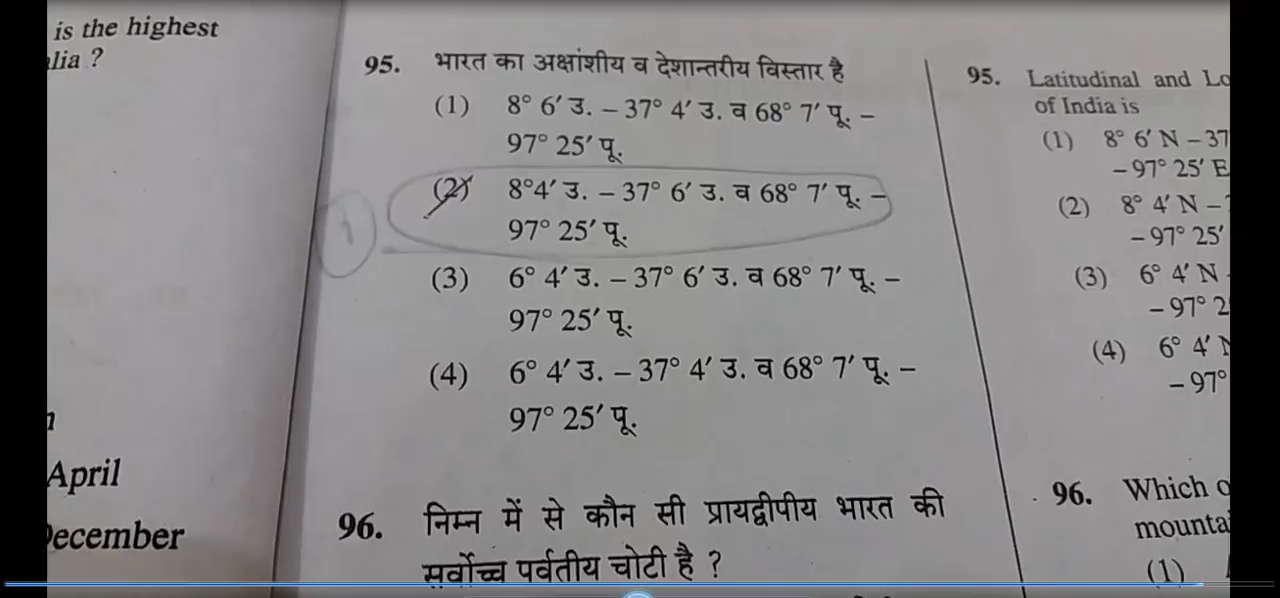 is the highest
lia ?
April
ecember
95. भारत का अक्षांशीय व देशान्तरीय विस्तार है
(1) 8° 6′ उ. – 37° 4′ उ. व 68° 7′ पू. –
97° 25′ पू.
(2) 8°4′ उ. – 37° 6′ उ. व 68° 7′ पू. –
97° 25′ पू.
(3) 6° 4′ उ. – 37° 6′ उ. व 68° 7′ पू. –
97° 25′ पू.
(4) 6° 4′ उ. – 37° 4′ उ. व 68° 7′ पू. –
97° 25′ पू.
96. निम्न में से कौन सी प्रायद्वीपीय भारत की
सर्वोच्च पर्वतीय चोटी है ?
95. Latitudinal and Lo
of India is
(1) 8° 6′ N – 37
– 97° 25′ E
(2) 8° 4′ N –
– 97° 25′
(3) 6° 4′ N
– 97° 2
(4) 6° 4′ N
– 97°
96. Which o
mounta
(1)